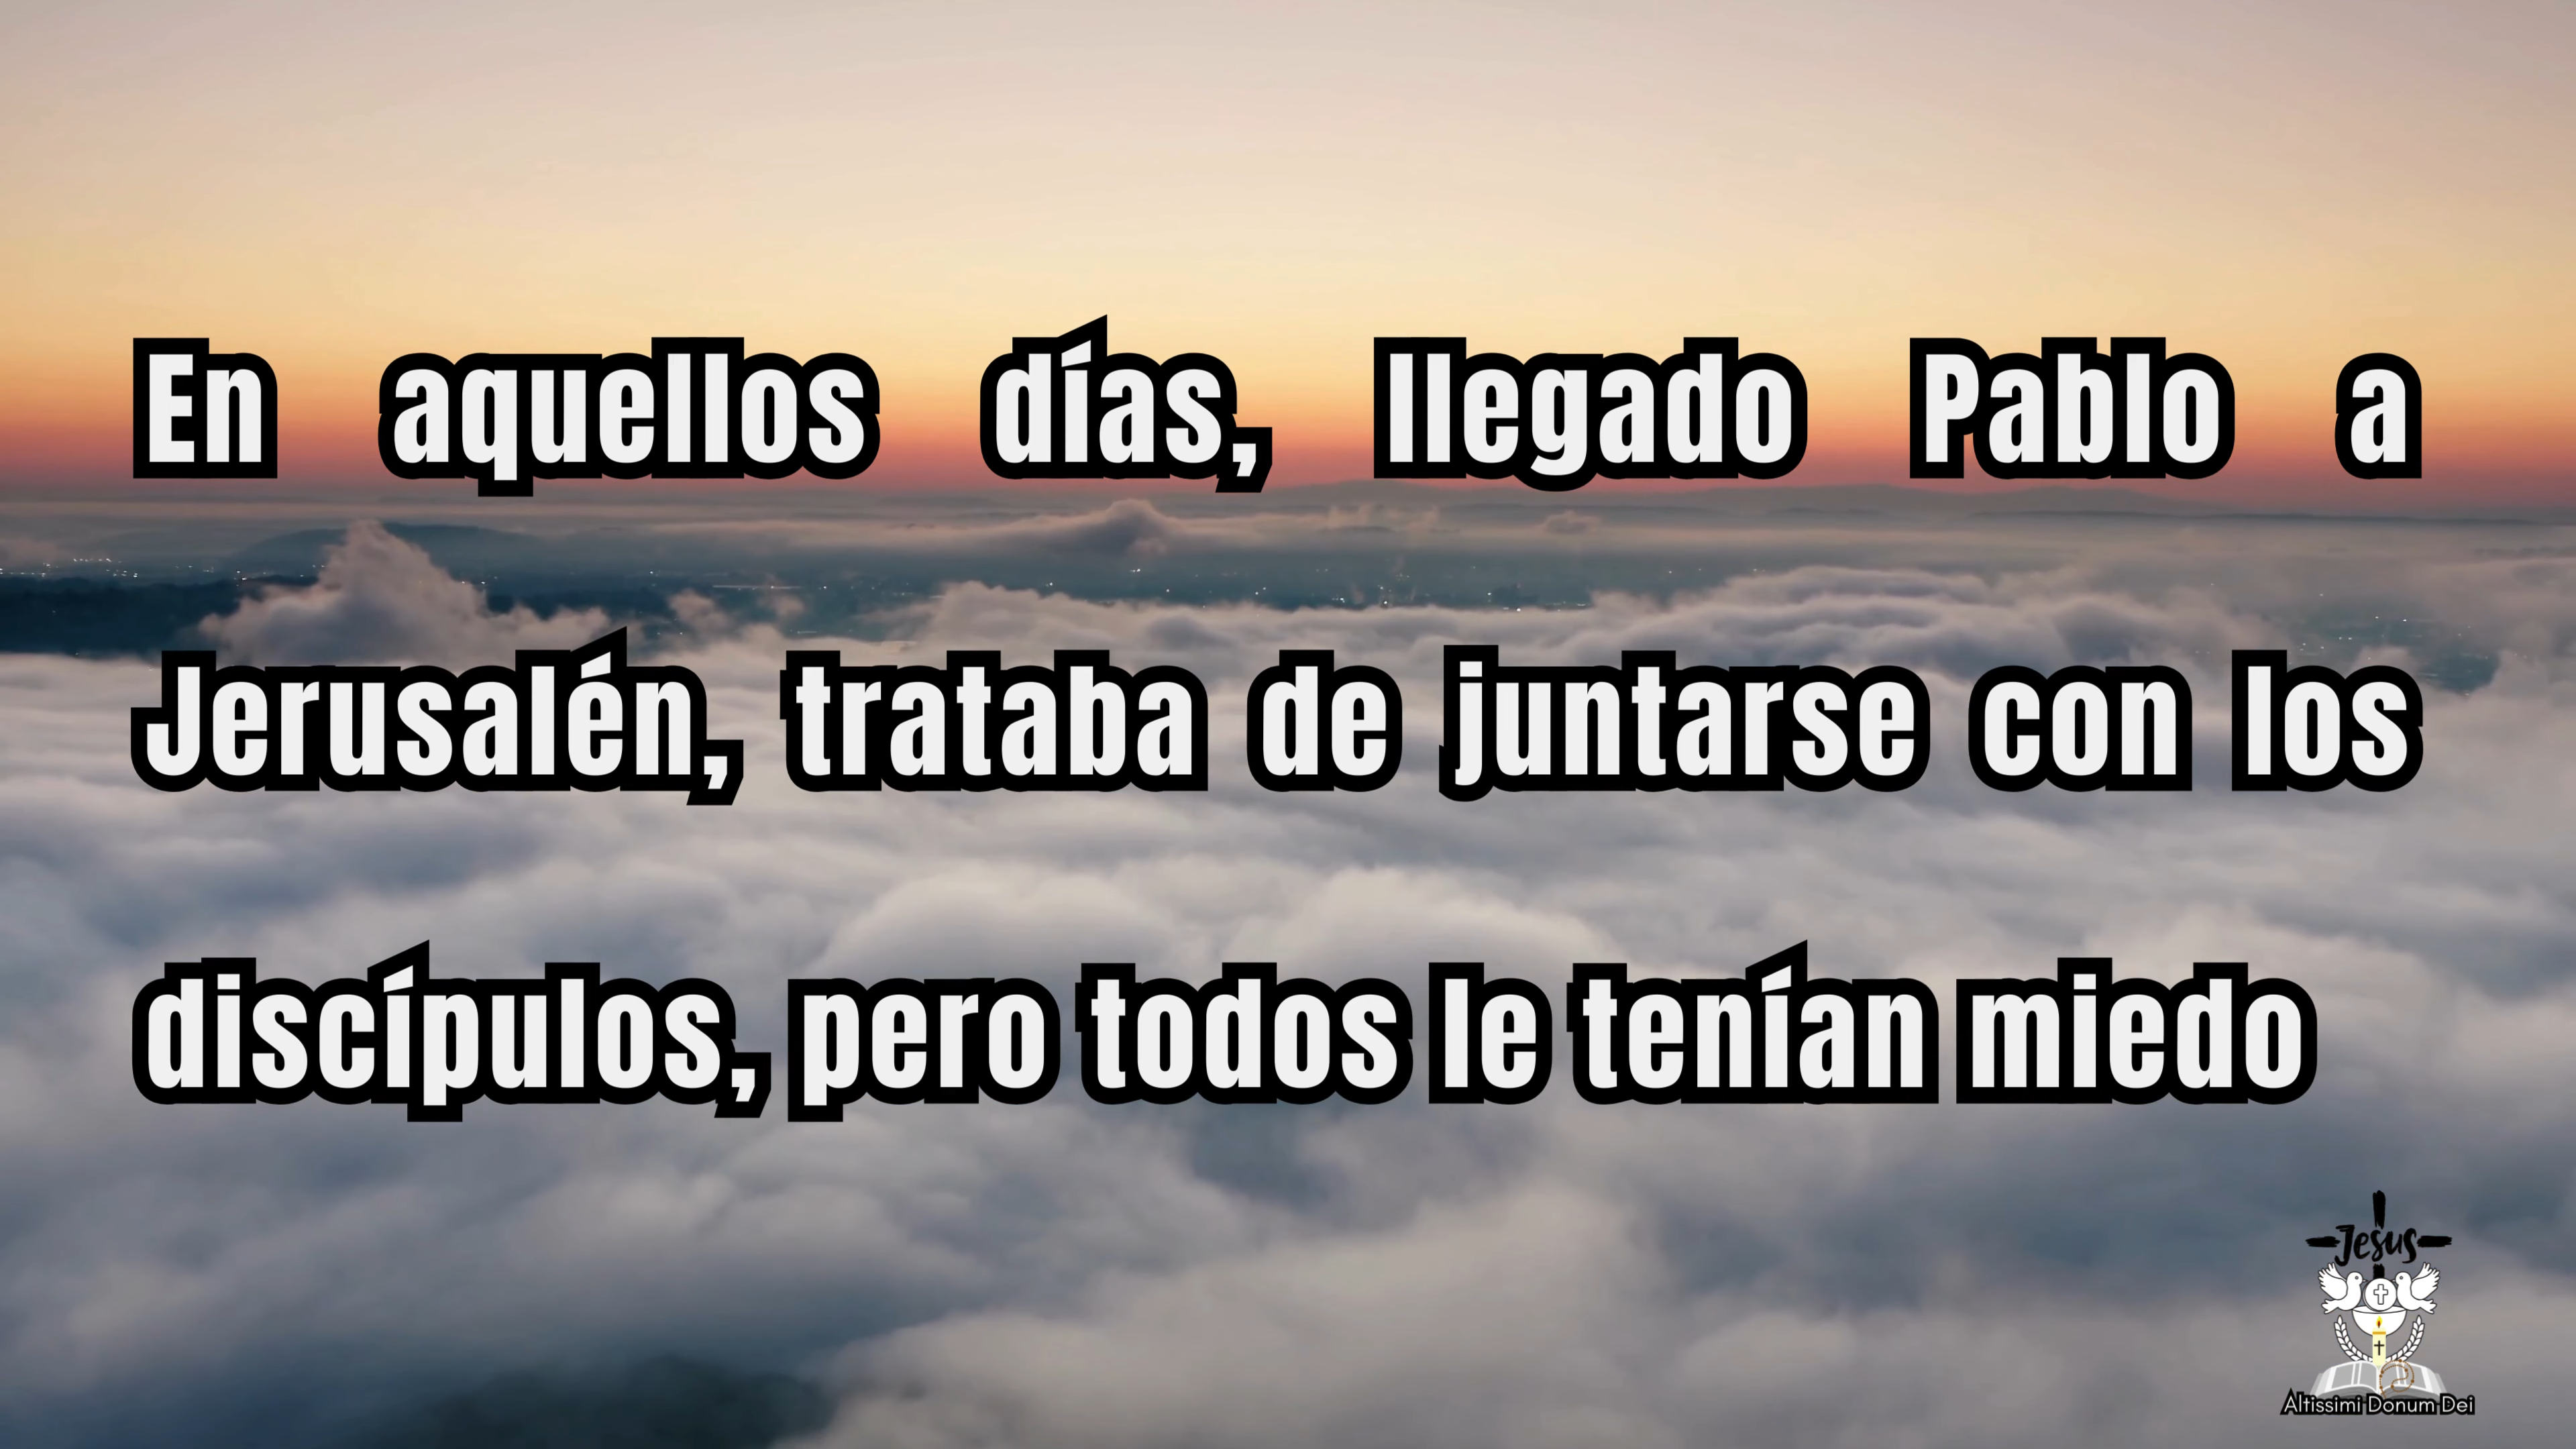 En aquellos días, llegado Pablo a
Jerusalén, trataba de juntarse con los
discípulos, pero todos le tenían miedo
Jesus
Altissimi Donum Dei